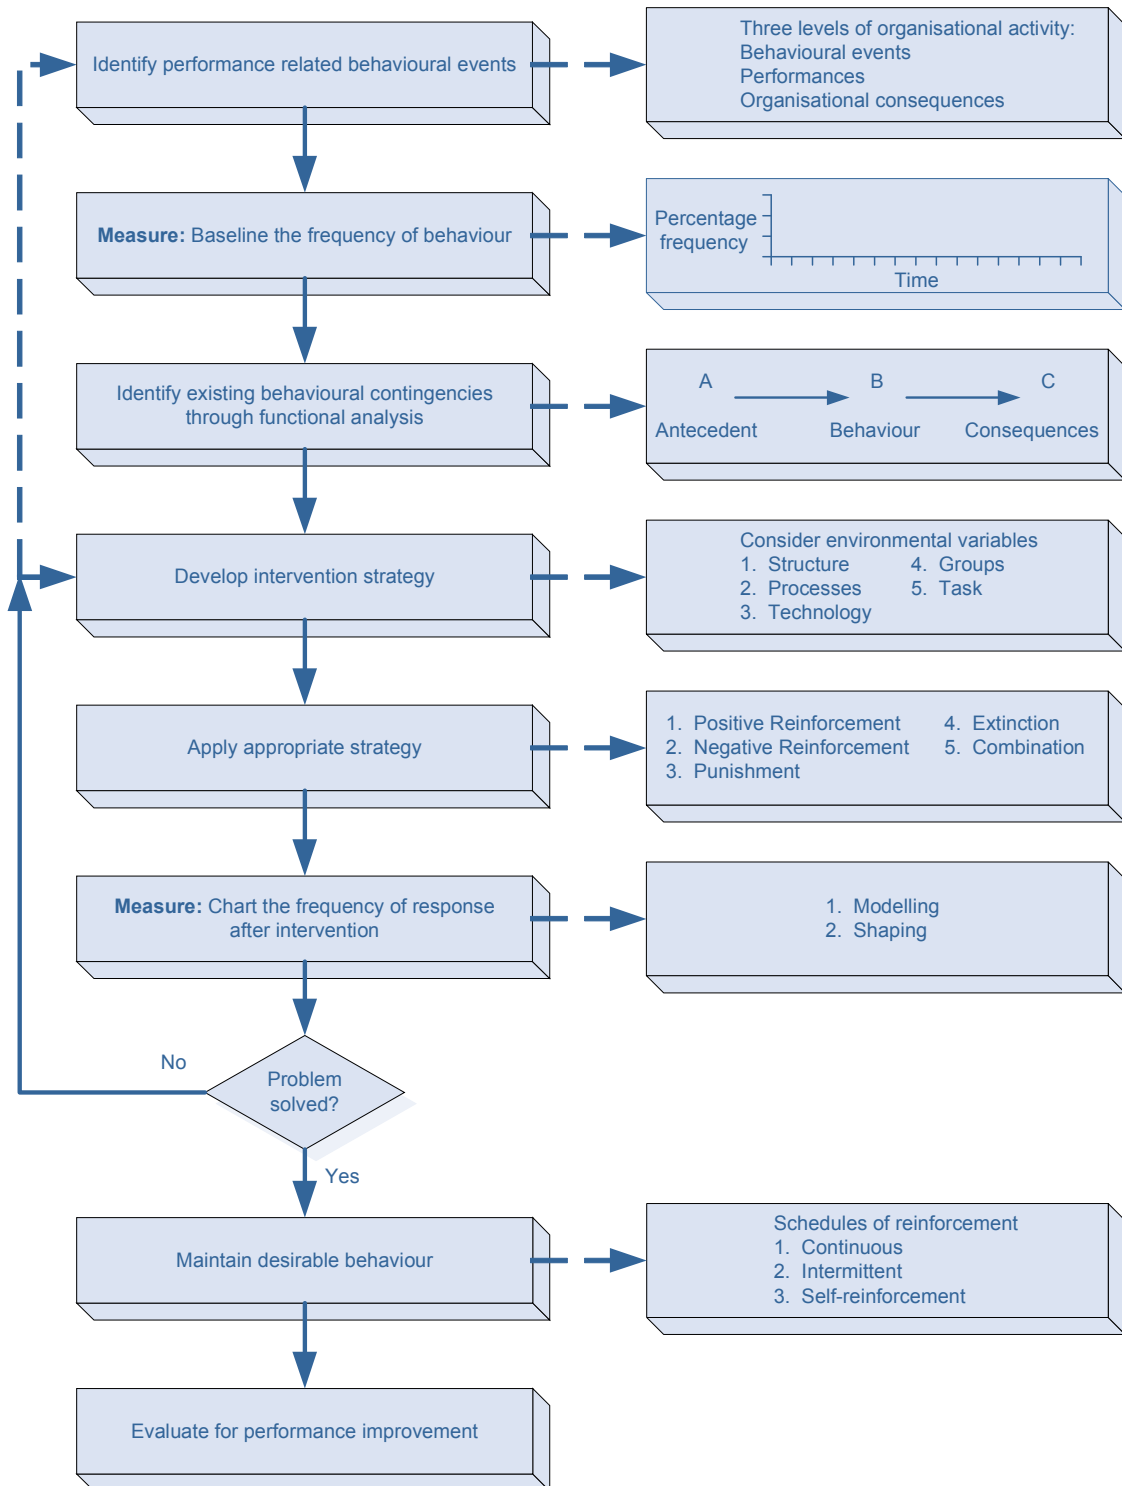 Identify performance related behavioural events
Three levels of organisational activity:
Behavioural events
Performances
Organisational consequences
Measure: Baseline the frequency of behaviour
Percentage
frequency
Time
Identify existing behavioural contingencies
through functional analysis
A
B
C
Antecedent
Behaviour
Consequences
Develop intervention strategy
Consider environmental variables
1. Structure
2. Processes
3. Technology
4. Groups
5. Task
Apply appropriate strategy
1. Positive Reinforcement
2. Negative Reinforcement
3. Punishment
4. Extinction
5. Combination
Measure: Chart the frequency of response
after intervention
1. Modelling
2. Shaping
No
Problem
solved?
Yes
Maintain desirable behaviour
Schedules of reinforcement
1. Continuous
2. Intermittent
3. Self-reinforcement
Evaluate for performance improvement